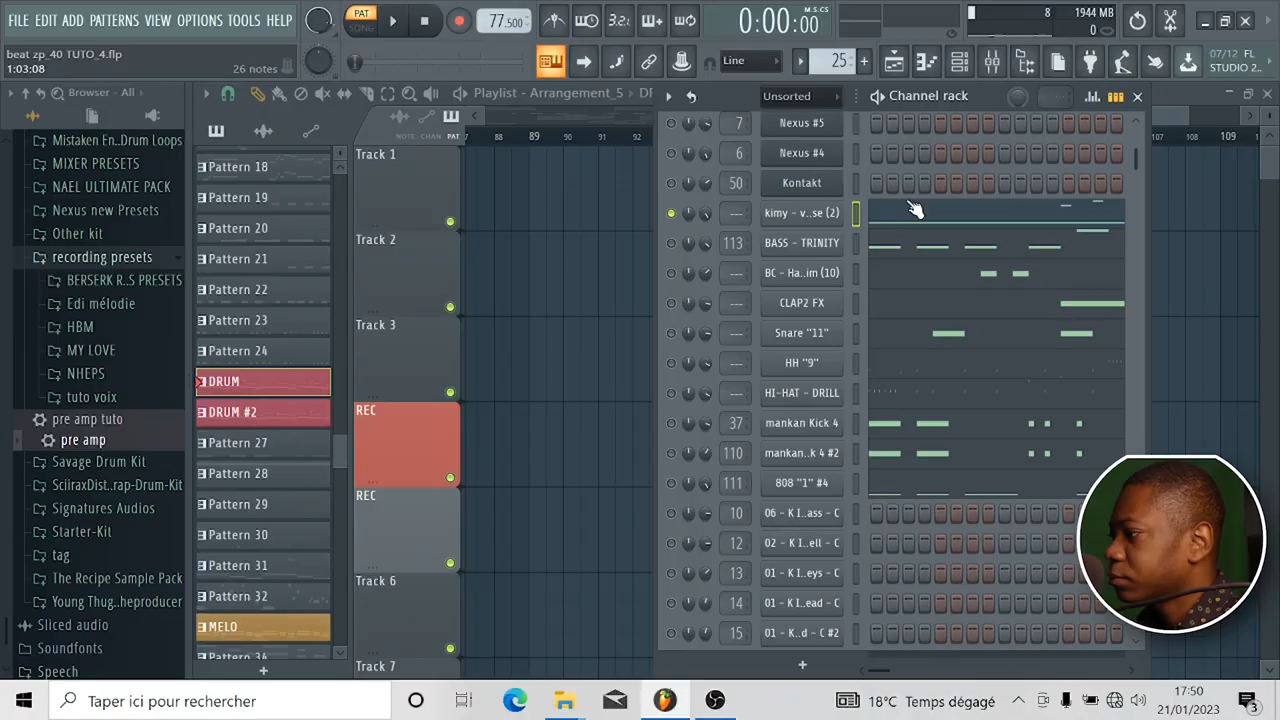 FILE EDIT ADD PATTERNS VIEW OPTIONS TOOLS HELP
PAT
SONG
77.500
3.2.
0:00:00
M:S:CS
8
1944 MB
0
beat zp_40 TUTO_4.flp
1:03:08
26 notes
Line
25
07/12 FL
STUDIO 2...
Browser - All
Playlist - Arrangement_5
NOTE CHAN PAT
88 89 90 91 92
107 108 109
Mistaken En..Drum Loops
MIXER PRESETS
NAEL ULTIMATE PACK
Nexus new Presets
Other kit
recording presets
BERSERK R..S PRESETS
Edi mélodie
HBM
MY LOVE
NHEPS
tuto voix
pre amp tuto
pre amp
Savage Drum Kit
SciiraxDist..rap-Drum-Kit
Signatures Audios
Starter-Kit
tag
The Recipe Sample Pack
Young Thug..heproducer
Sliced audio
Soundfonts
Speech
Pattern 18
Pattern 19
Pattern 20
Pattern 21
Pattern 22
Pattern 23
Pattern 24
DRUM
DRUM #2
Pattern 27
Pattern 28
Pattern 29
Pattern 30
Pattern 31
Pattern 32
MELO
Pattern 34
Track 1
Track 2
Track 3
REC
REC
Track 6
Track 7
Unsorted
Channel rack
7 Nexus #5
6 Nexus #4
50 Kontakt
--- kimy - v..se (2)
113 BASS - TRINITY
--- BC - Ha..im (10)
--- CLAP2 FX
--- Snare "11"
--- HH "9"
--- HI-HAT - DRILL
37 mankan Kick 4
110 mankan..k 4 #2
111 808 "1" #4
10 06 - K I..ass - C
12 02 - K I..ell - C
13 01 - K I..eys - C
14 01 - K I..ead - C
15 01 - K..d - C #2
Taper ici pour rechercher
18°C Temps dégagé
17:50
21/01/2023
3